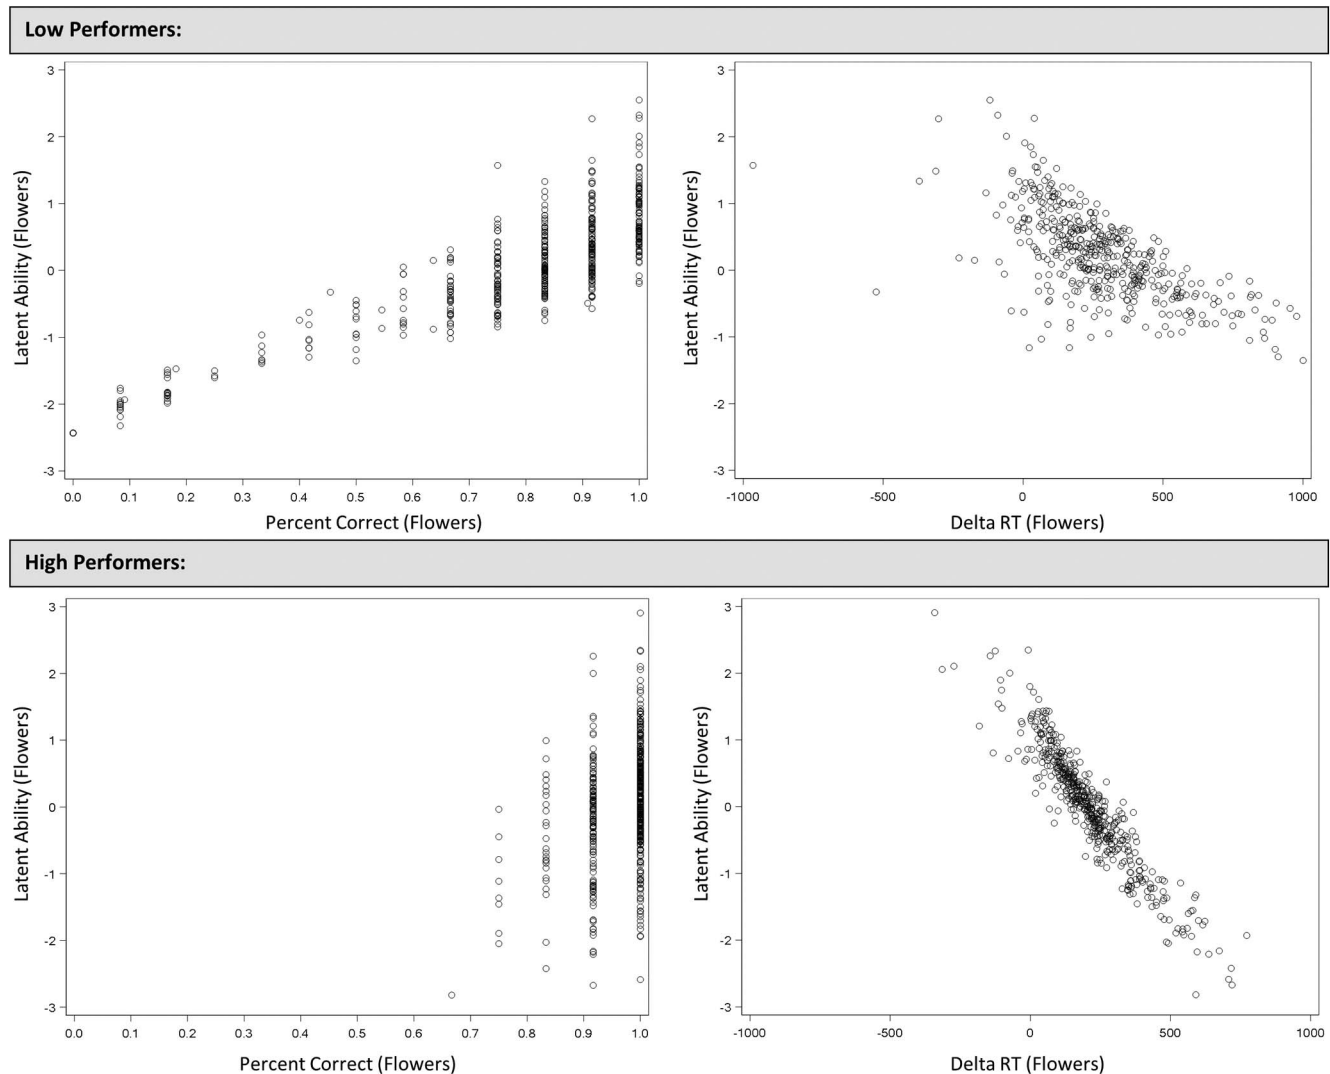 Low Performers:
3
2
1
0
-1
-2
-3
Latent Ability (Flowers)
0.0 0.1 0.2 0.3 0.4 0.5 0.6 0.7 0.8 0.9 1.0
Percent Correct (Flowers)
3
2
1
0
-1
-2
-3
Latent Ability (Flowers)
-1000 -500 0 500 1000
Delta RT (Flowers)
High Performers:
3
2
1
0
-1
-2
-3
Latent Ability (Flowers)
0.0 0.1 0.2 0.3 0.4 0.5 0.6 0.7 0.8 0.9 1.0
Percent Correct (Flowers)
3
2
1
0
-1
-2
-3
Latent Ability (Flowers)
-1000 -500 0 500 1000
Delta RT (Flowers)